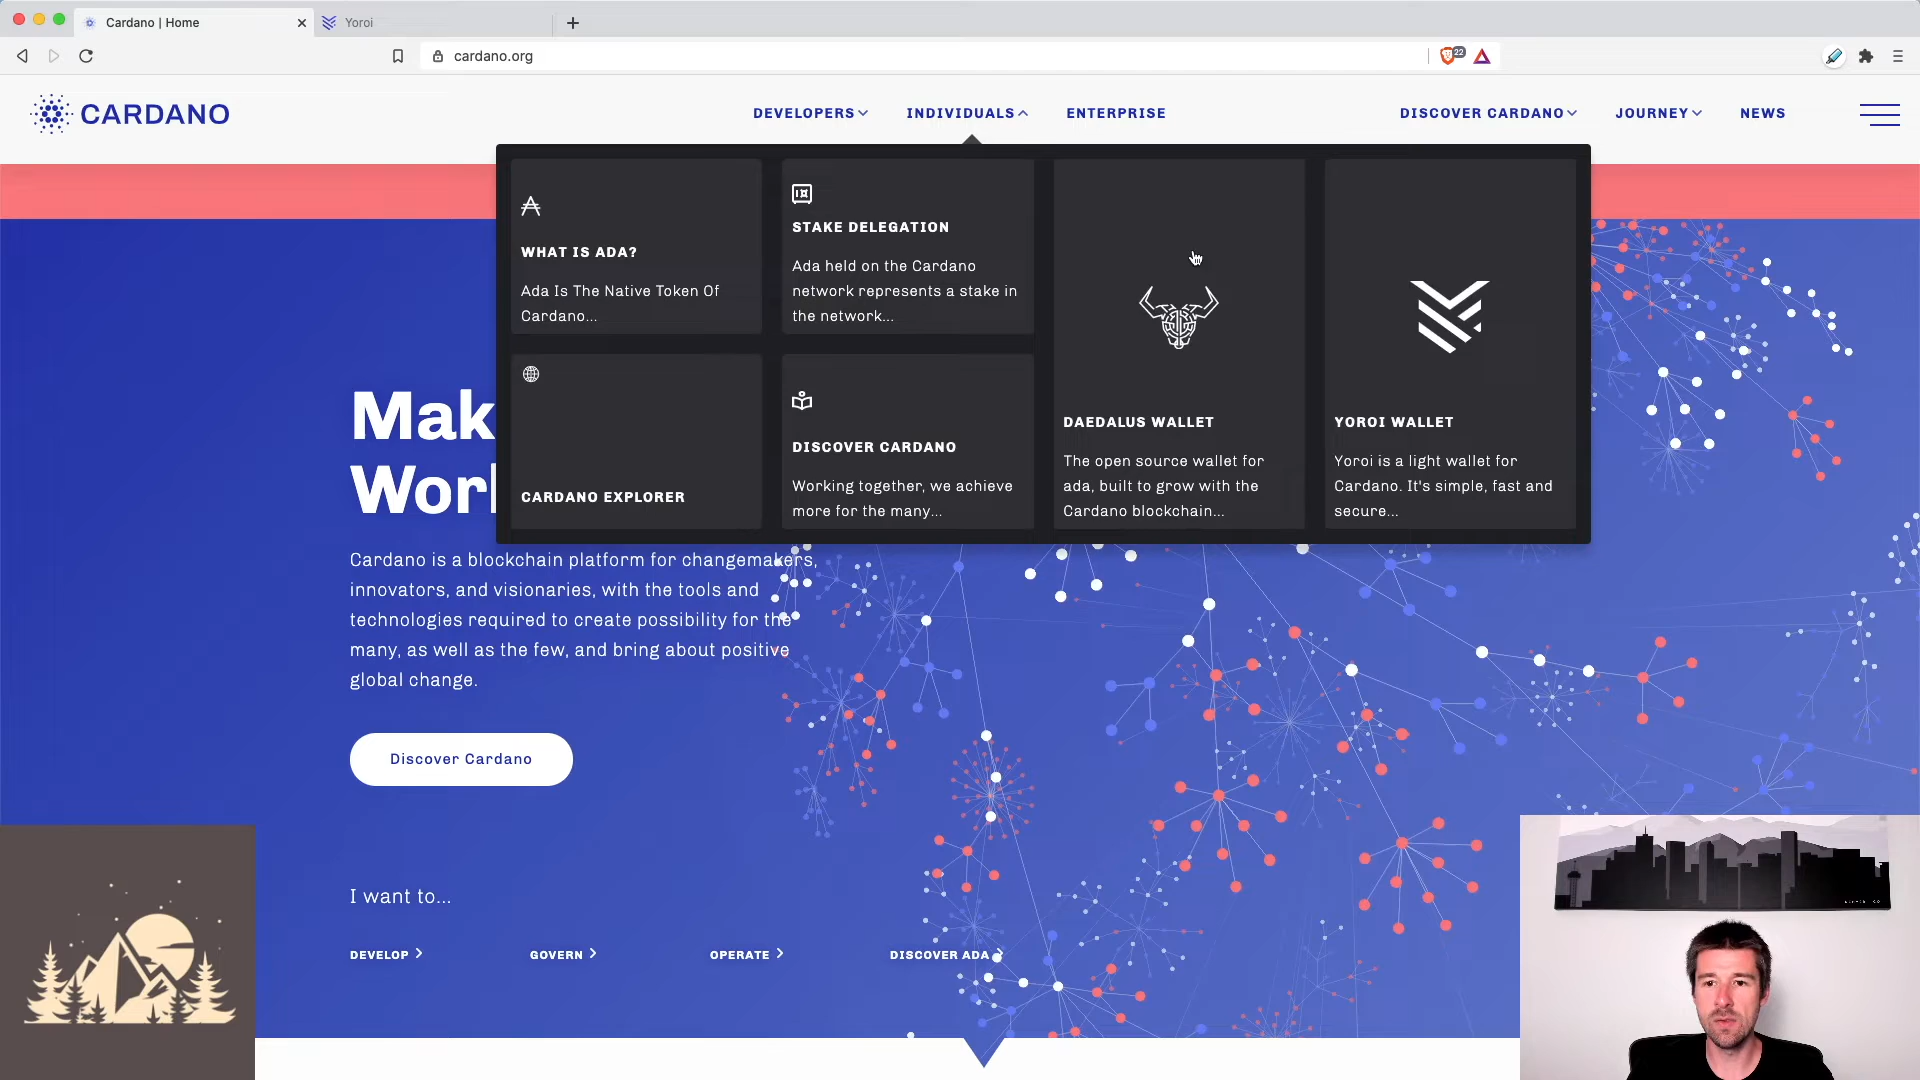 Cardano | Home
Yoroi
cardano.org
22
CARDANO
DEVELOPERS
INDIVIDUALS
ENTERPRISE
DISCOVER CARDANO
JOURNEY
NEWS
WHAT IS ADA?
Ada Is The Native Token Of
Cardano...
STAKE DELEGATION
Ada held on the Cardano
network represents a stake in
the network...
CARDANO EXPLORER
DISCOVER CARDANO
Working together, we achieve
more for the many...
DAEDALUS WALLET
The open source wallet for
ada, built to grow with the
Cardano blockchain...
YOROI WALLET
Yoroi is a light wallet for
Cardano. It's simple, fast and
secure...
Mak
Worl
Cardano is a blockchain platform for changemakers,
innovators, and visionaries, with the tools and
technologies required to create possibility for the
many, as well as the few, and bring about positive
global change.
Discover Cardano
I want to...
DEVELOP
GOVERN
OPERATE
DISCOVER ADA